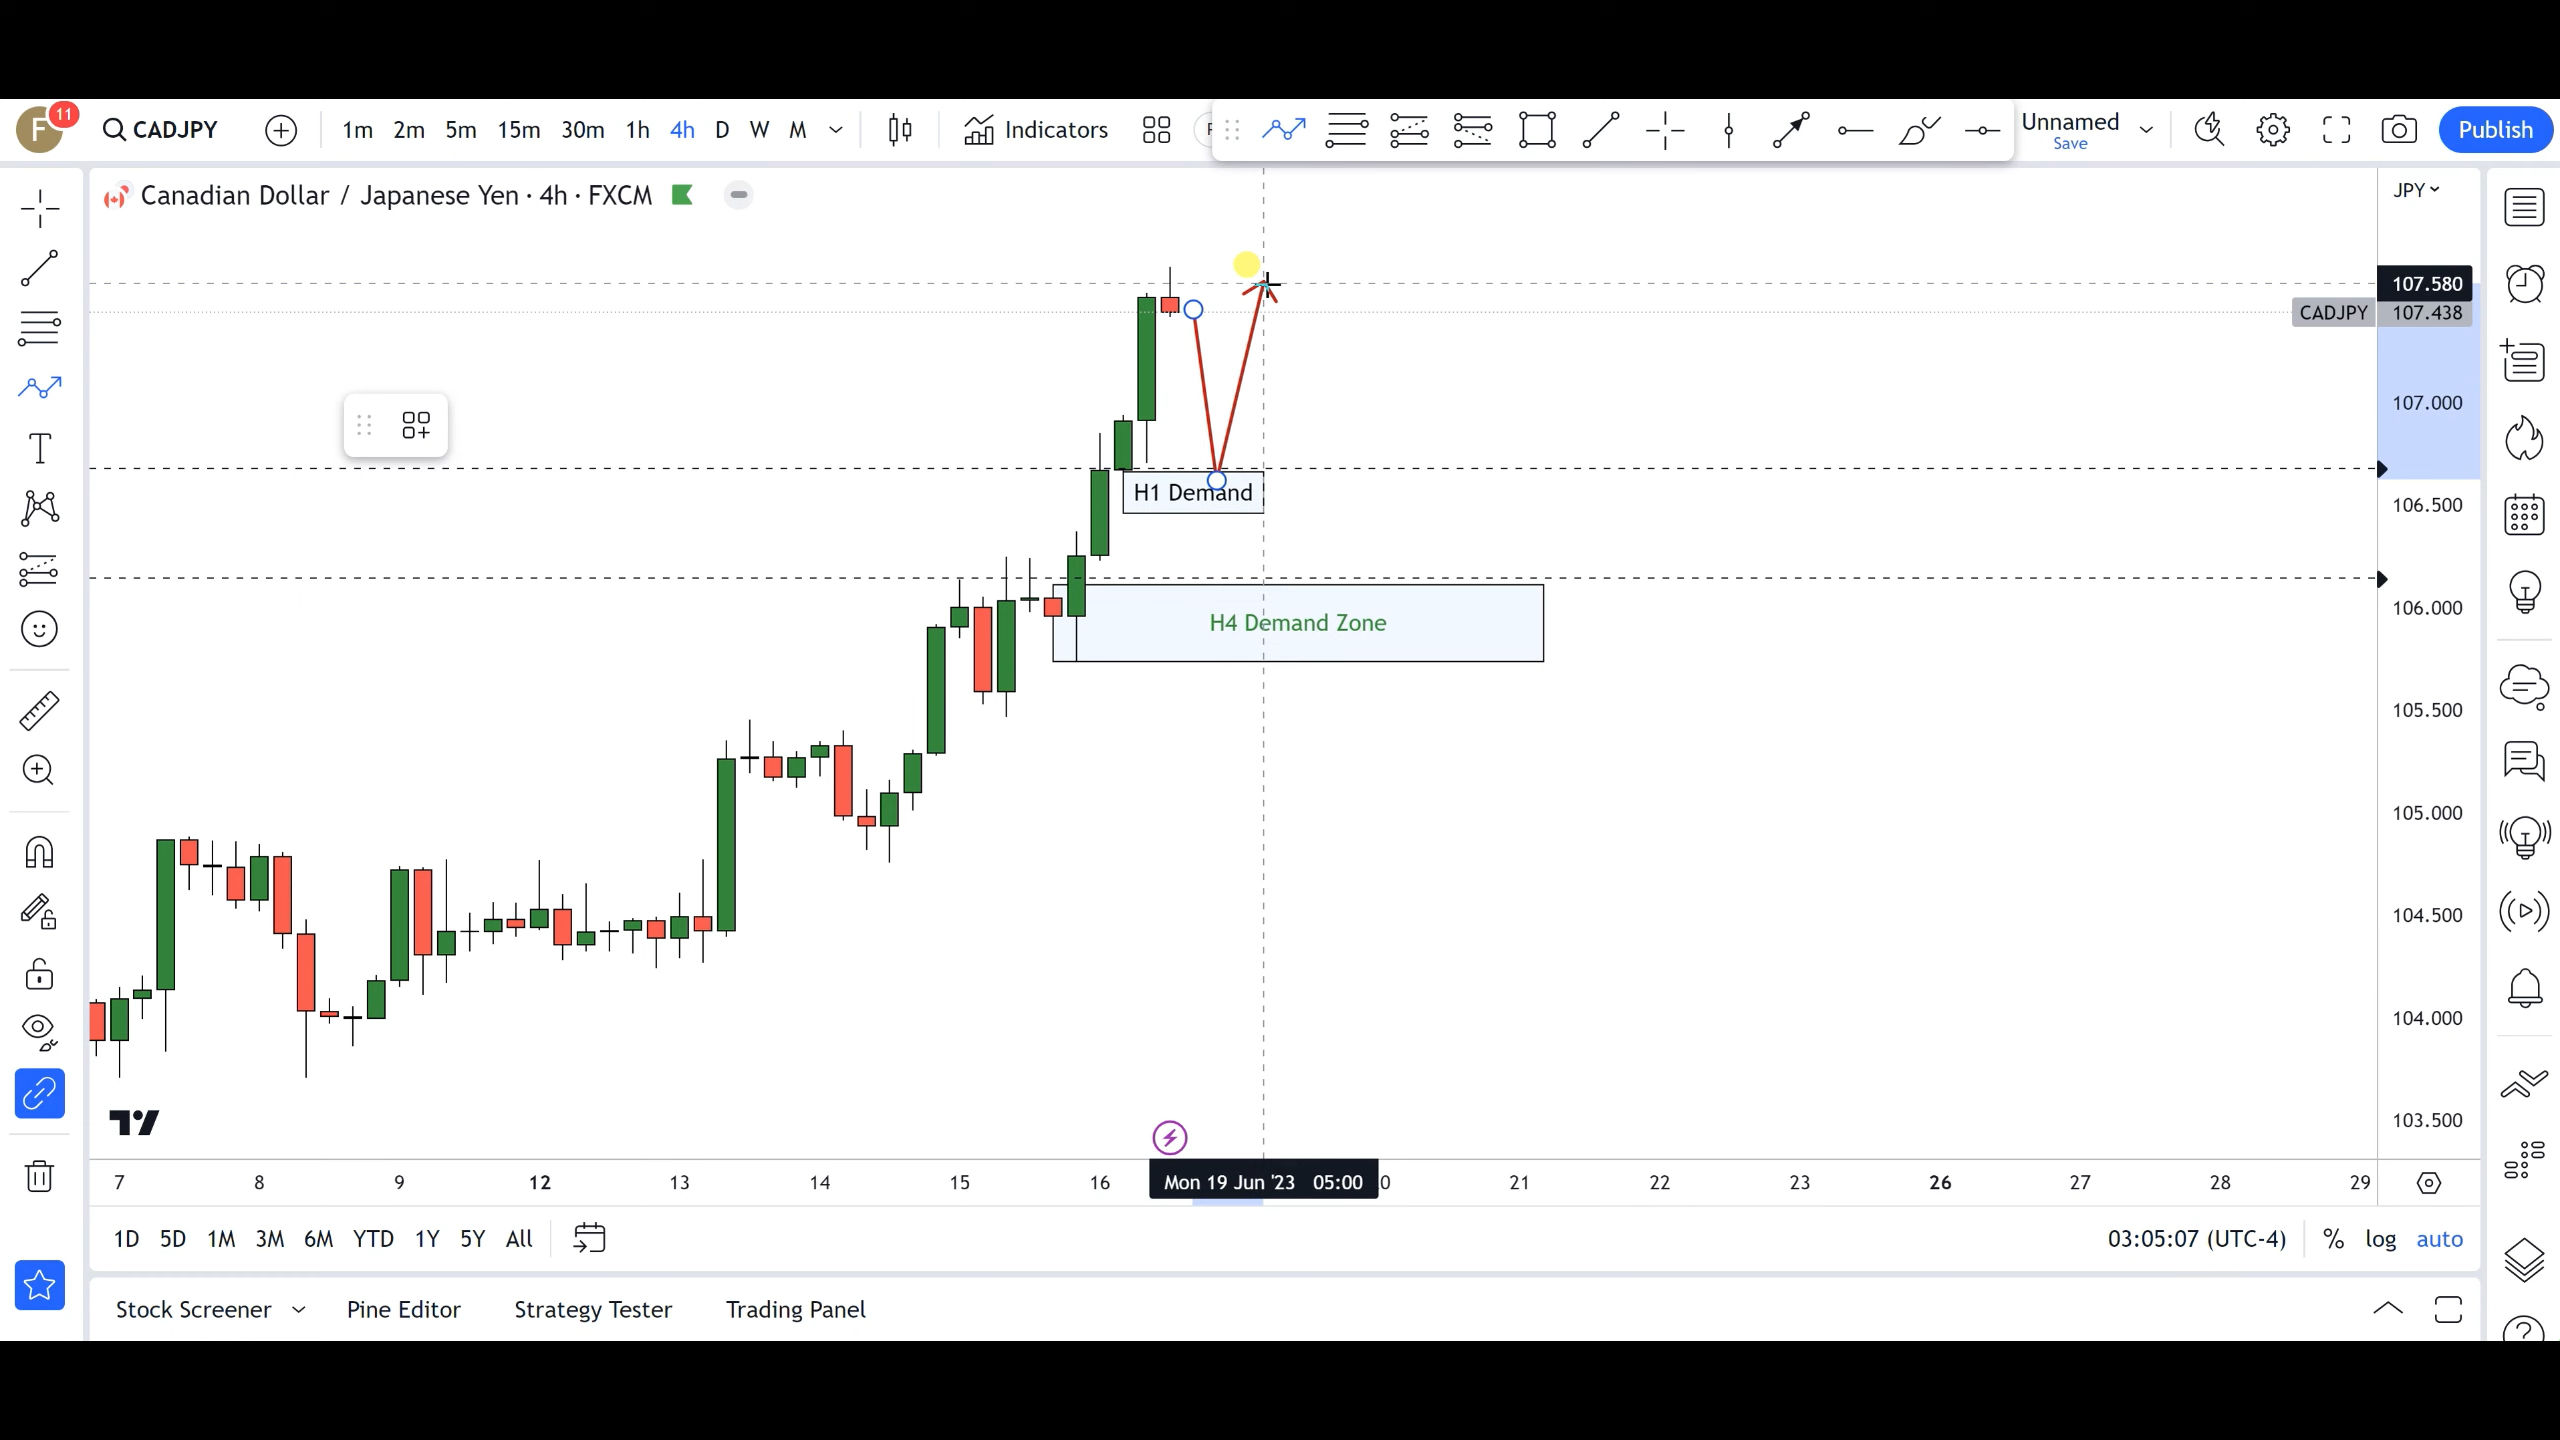 F 11 CADJPY 1m 2m 5m 15m 30m 1h 4h D W M Indicators Unnamed Save Publish
Canadian Dollar / Japanese Yen · 4h · FXCM
JPY
107.580
CADJPY 107.438
107.000
H1 Demand
106.500
106.000
H4 Demand Zone
105.500
105.000
104.500
104.000
103.500
7 8 9 12 13 14 15 16 Mon 19 Jun '23 05:00 0 21 22 23 26 27 28 29
1D 5D 1M 3M 6M YTD 1Y 5Y All 03:05:07 (UTC-4) % log auto
Stock Screener Pine Editor Strategy Tester Trading Panel